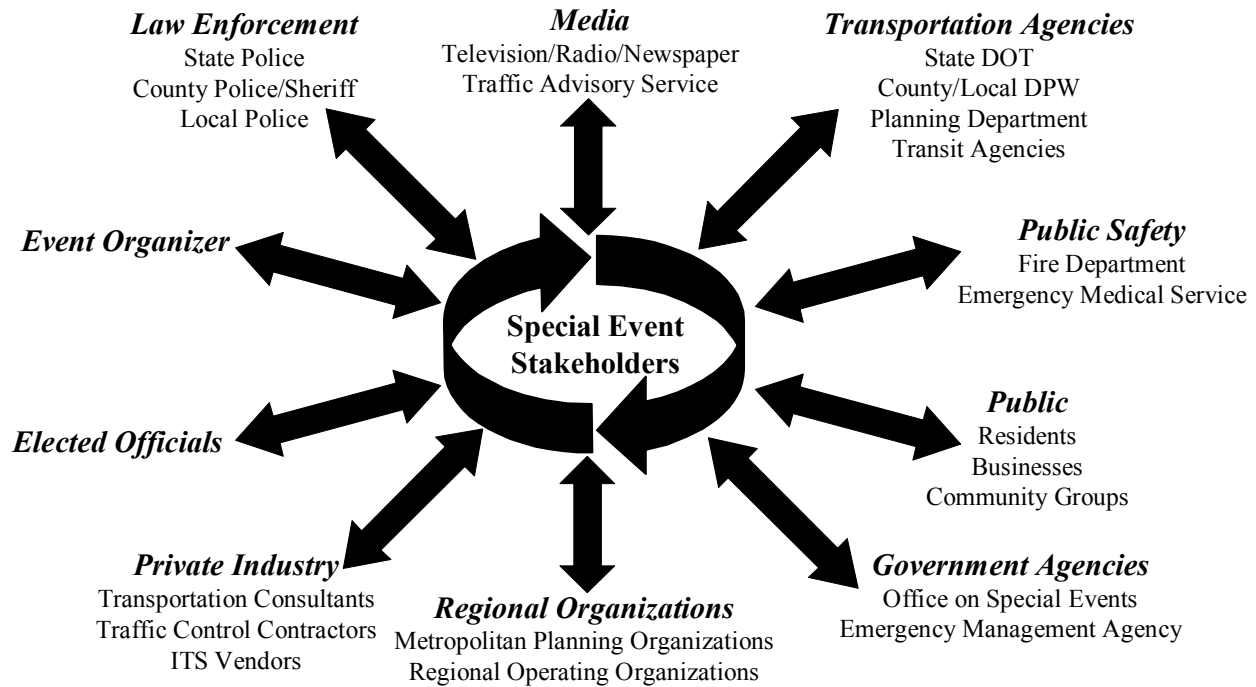 Law Enforcement
State Police
County Police/Sheriff
Local Police
Media
Television/Radio/Newspaper
Traffic Advisory Service
Transportation Agencies
State DOT
County/Local DPW
Planning Department
Transit Agencies
Event Organizer
Public Safety
Fire Department
Emergency Medical Service
Special Event
Stakeholders
Elected Officials
Public
Residents
Businesses
Community Groups
Private Industry
Transportation Consultants
Traffic Control Contractors
ITS Vendors
Regional Organizations
Metropolitan Planning Organizations
Regional Operating Organizations
Government Agencies
Office on Special Events
Emergency Management Agency